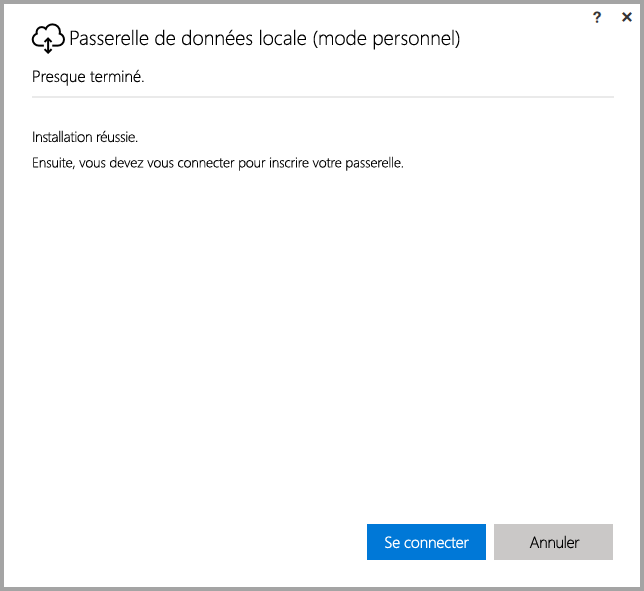 ?
×
Passerelle de données locale (mode personnel)
Presque terminé.
Installation réussie.
Ensuite, vous devez vous connecter pour inscrire votre passerelle.
Se connecter
Annuler